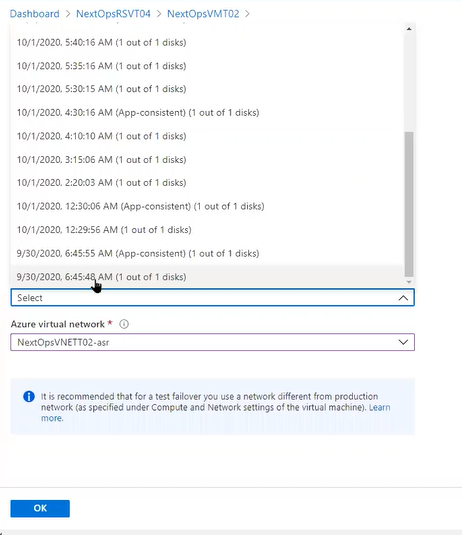 Dashboard > NextOpsRSVT04 > NextOpsVMT02 >
10/1/2020, 5:40:16 AM (1 out of 1 disks)
10/1/2020, 5:35:16 AM (1 out of 1 disks)
10/1/2020, 5:30:15 AM (1 out of 1 disks)
10/1/2020, 4:30:16 AM (App-consistent) (1 out of 1 disks)
10/1/2020, 4:10:10 AM (1 out of 1 disks)
10/1/2020, 3:15:06 AM (1 out of 1 disks)
10/1/2020, 2:20:03 AM (1 out of 1 disks)
10/1/2020, 12:30:06 AM (App-consistent) (1 out of 1 disks)
10/1/2020, 12:29:56 AM (1 out of 1 disks)
9/30/2020, 6:45:55 AM (App-consistent) (1 out of 1 disks)
9/30/2020, 6:45:48 AM (1 out of 1 disks)
Select
Azure virtual network *
NextOpsVNETT02-asr
It is recommended that for a test failover you use a network different from production
network (as specified under Compute and Network settings of the virtual machine). Learn
more.
OK